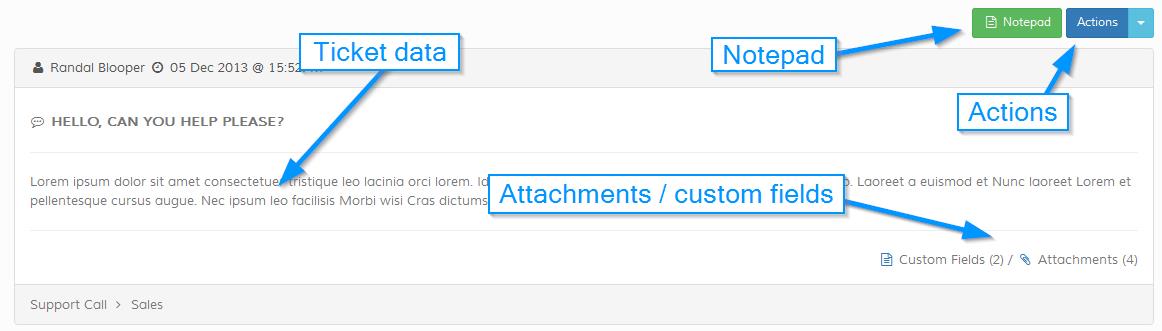 Notepad Actions
Ticket data
Notepad
Randal Blooper 05 Dec 2013 @ 15:52
Actions
HELLO, CAN YOU HELP PLEASE?
Lorem ipsum dolor sit amet consectetuer tristique leo lacinia orci lorem. Laoreet a euismod et Nunc laoreet Lorem et
Attachments / custom fields
pellentesque cursus augue. Nec ipsum leo facilisis Morbi wisi Cras dictums
Custom Fields (2) / Attachments (4)
Support Call > Sales